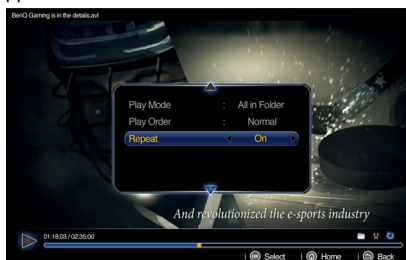 BenQ Gaming is in the details.avI
Play Mode : All in Folder
Play Order : Normal
Repeat On
And revolutionized the e-sports industry
01:18:03 / 02:35:00
OK Select Home Back